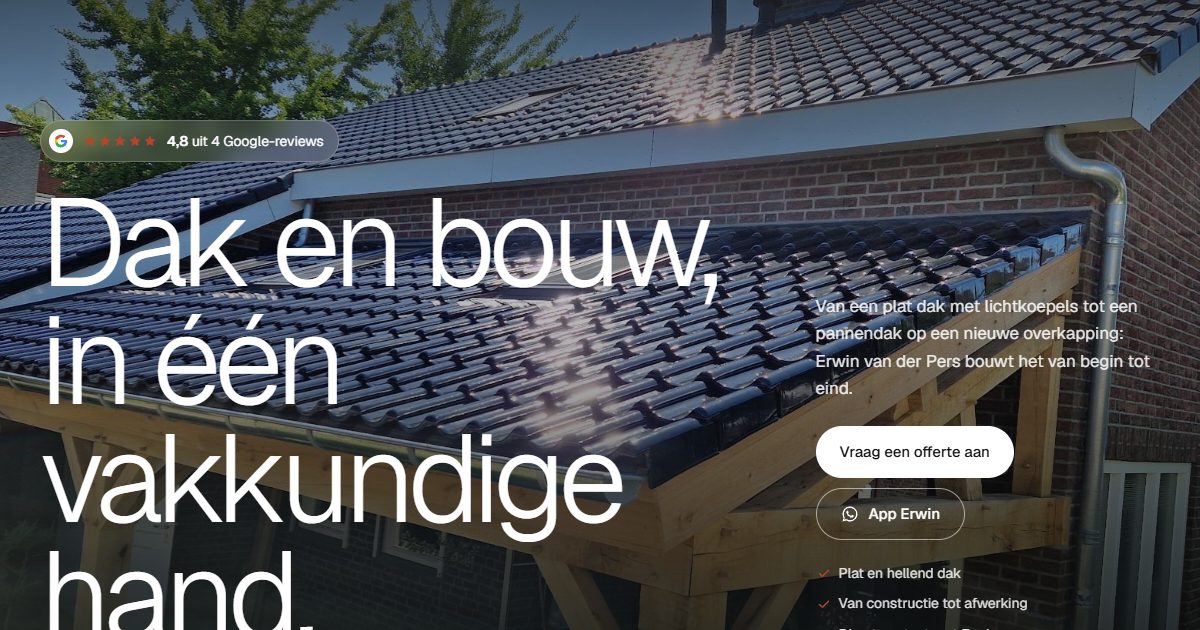 4,8 uit 4 Google-reviews
Dak en bouw,
in één
vakkundige
hand.
Van een plat dak met lichtkoepels tot een
pannendak op een nieuwe overkapping:
Erwin van der Pers bouwt het van begin tot
eind.
Vraag een offerte aan
App Erwin
Plat en hellend dak
Van constructie tot afwerking